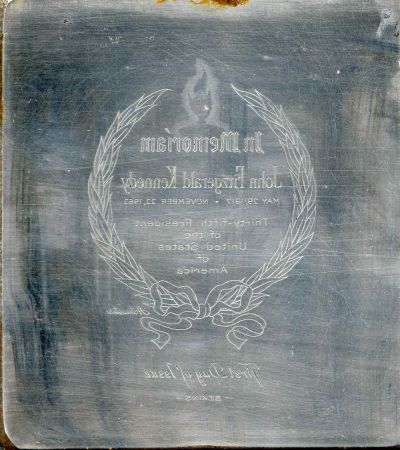 In Memoriam
John Fitzgerald Kennedy
MAY 29, 1917 • NOVEMBER 22, 1963
Thirty-fifth President
of the
United States
of
America
First Day of Issue
- BEKINS -